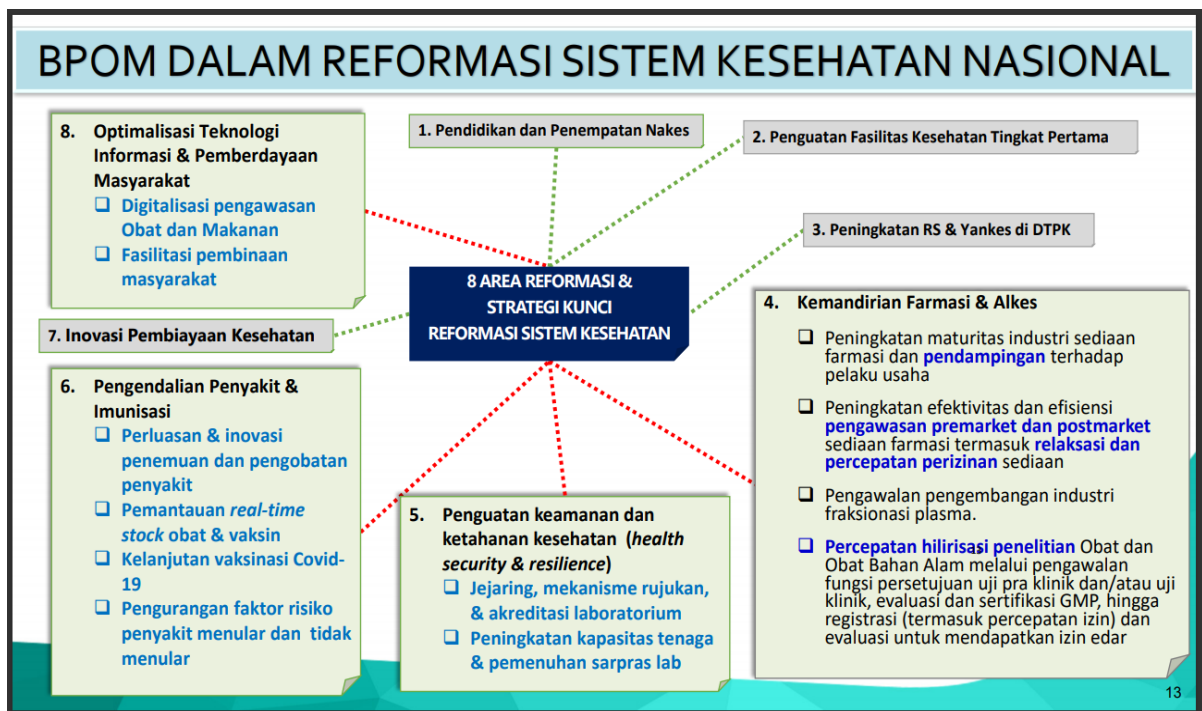 BPOM DALAM REFORMASI SISTEM KESEHATAN NASIONAL
8. Optimalisasi Teknologi
Informasi & Pemberdayaan
Masyarakat
Digitalisasi pengawasan
Obat dan Makanan
Fasilitasi pembinaan
masyarakat
1. Pendidikan dan Penempatan Nakes
2. Penguatan Fasilitas Kesehatan Tingkat Pertama
3. Peningkatan RS & Yankes di DTPK
8 AREA REFORMASI &
STRATEGI KUNCI
REFORMASI SISTEM KESEHATAN
7. Inovasi Pembiayaan Kesehatan
4. Kemandirian Farmasi & Alkes
Peningkatan maturitas industri sediaan
farmasi dan pendampingan terhadap
pelaku usaha
Peningkatan efektivitas dan efisiensi
pengawasan premarket dan postmarket
sediaan farmasi termasuk relaksasi dan
percepatan perizinan sediaan
Pengawalan pengembangan industri
fraksionasi plasma.
Percepatan hilirisasi penelitian Obat dan
Obat Bahan Alam melalui pengawalan
fungsi persetujuan uji pra klinik dan/atau uji
klinik, evaluasi dan sertifikasi GMP, hingga
registrasi (termasuk percepatan izin) dan
evaluasi untuk mendapatkan izin edar
6. Pengendalian Penyakit &
Imunisasi
Perluasan & inovasi
penemuan dan pengobatan
penyakit
Pemantauan real-time
stock obat & vaksin
Kelanjutan vaksinasi Covid-
19
Pengurangan faktor risiko
penyakit menular dan tidak
menular
5. Penguatan keamanan dan
ketahanan kesehatan (health
security & resilience)
Jejaring, mekanisme rujukan,
& akreditasi laboratorium
Peningkatan kapasitas tenaga
& pemenuhan sarpras lab
13